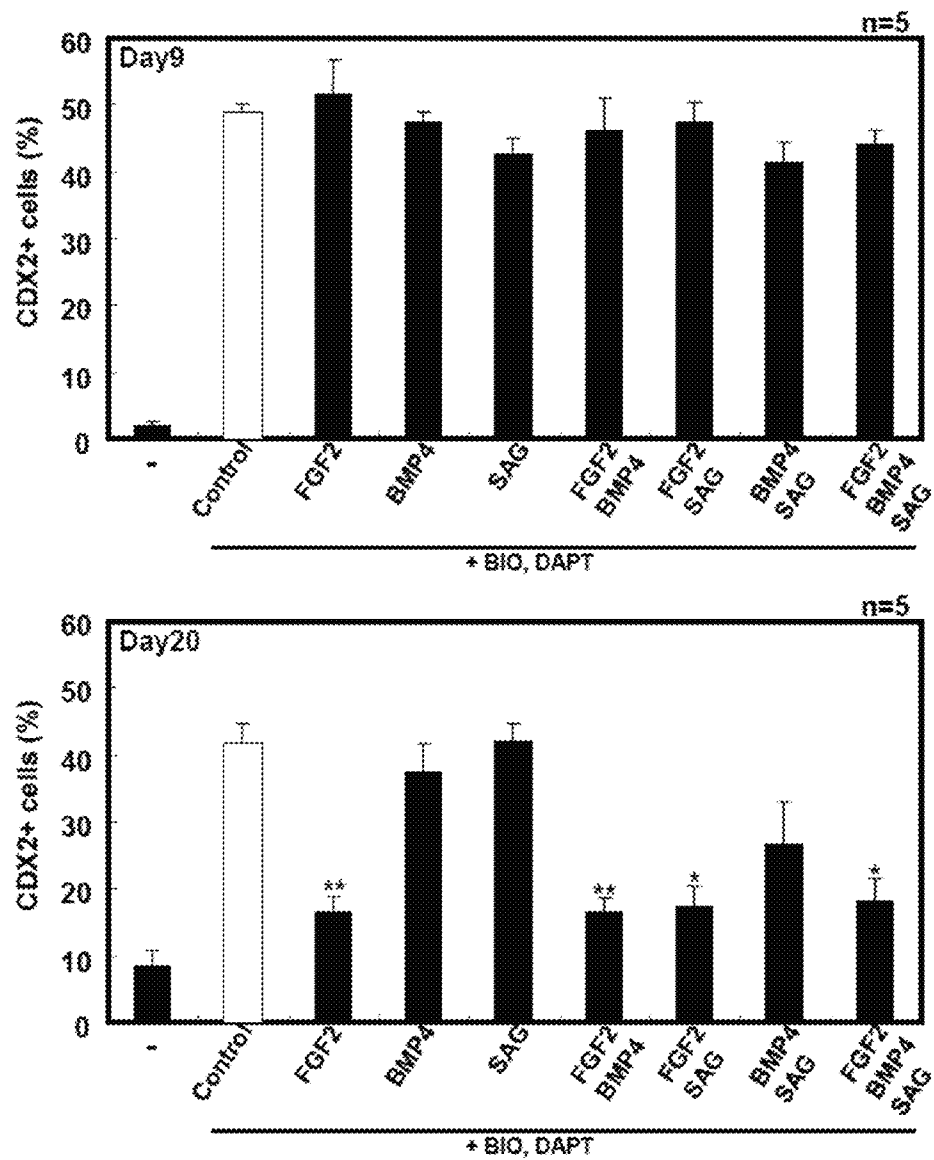 n=5
60
Day9
50
40
30
20
10
0
CDX2+ cells (%)
-
Control
FGF2
BMP4
SAG
FGF2
BMP4
FGF2
SAG
BMP4
SAG
FGF2
BMP4
SAG
+ BIO, DAPT
n=5
60
Day20
50
40
30
20
10
0
CDX2+ cells (%)
**
**
*
*
-
Control
FGF2
BMP4
SAG
FGF2
BMP4
FGF2
SAG
BMP4
SAG
FGF2
BMP4
SAG
+ BIO, DAPT